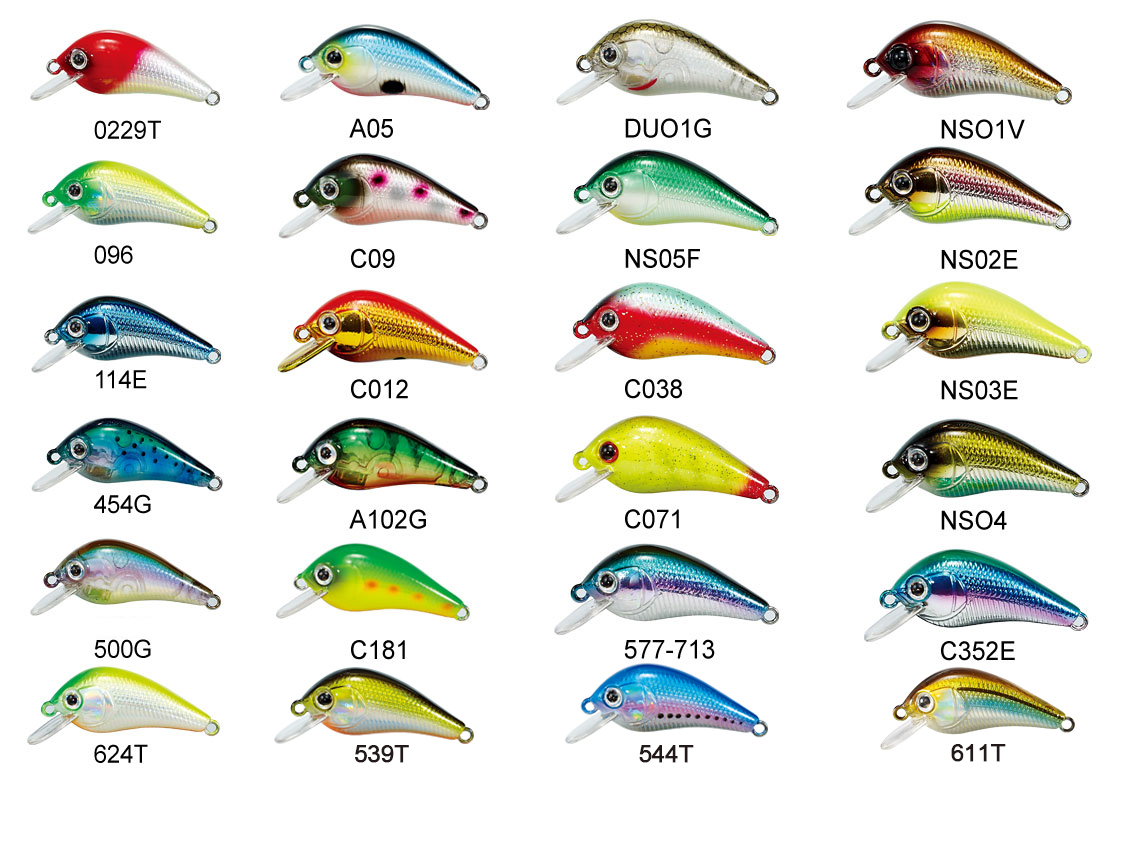 0229T
A05
DUO1G
NSO1V
096
C09
NS05F
NS02E
114E
C012
C038
NS03E
454G
A102G
C071
NSO4
500G
C181
577-713
C352E
624T
539T
544T
611T